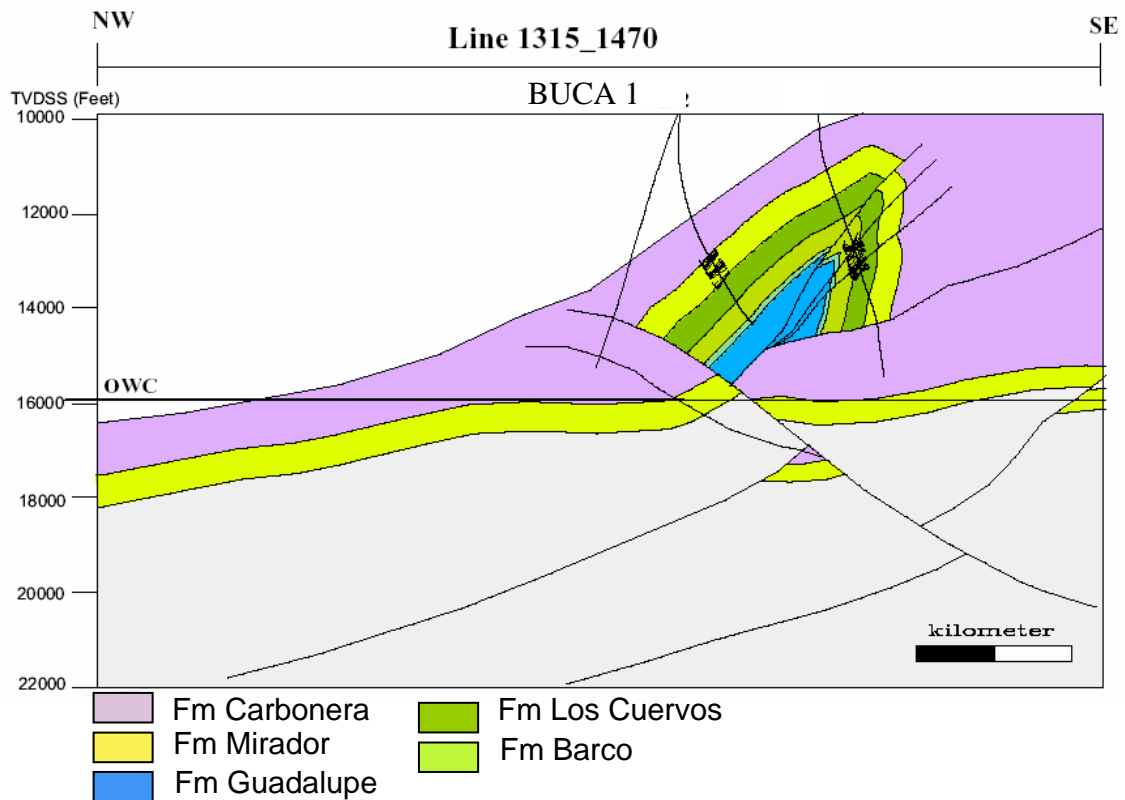 NW
SE
Line 1315_1470
TVDSS (Feet)
BUCA 1
10000
12000
14000
OWC
16000
18000
20000
kilometer
22000
Fm Carbonera
Fm Los Cuervos
Fm Mirador
Fm Barco
Fm Guadalupe